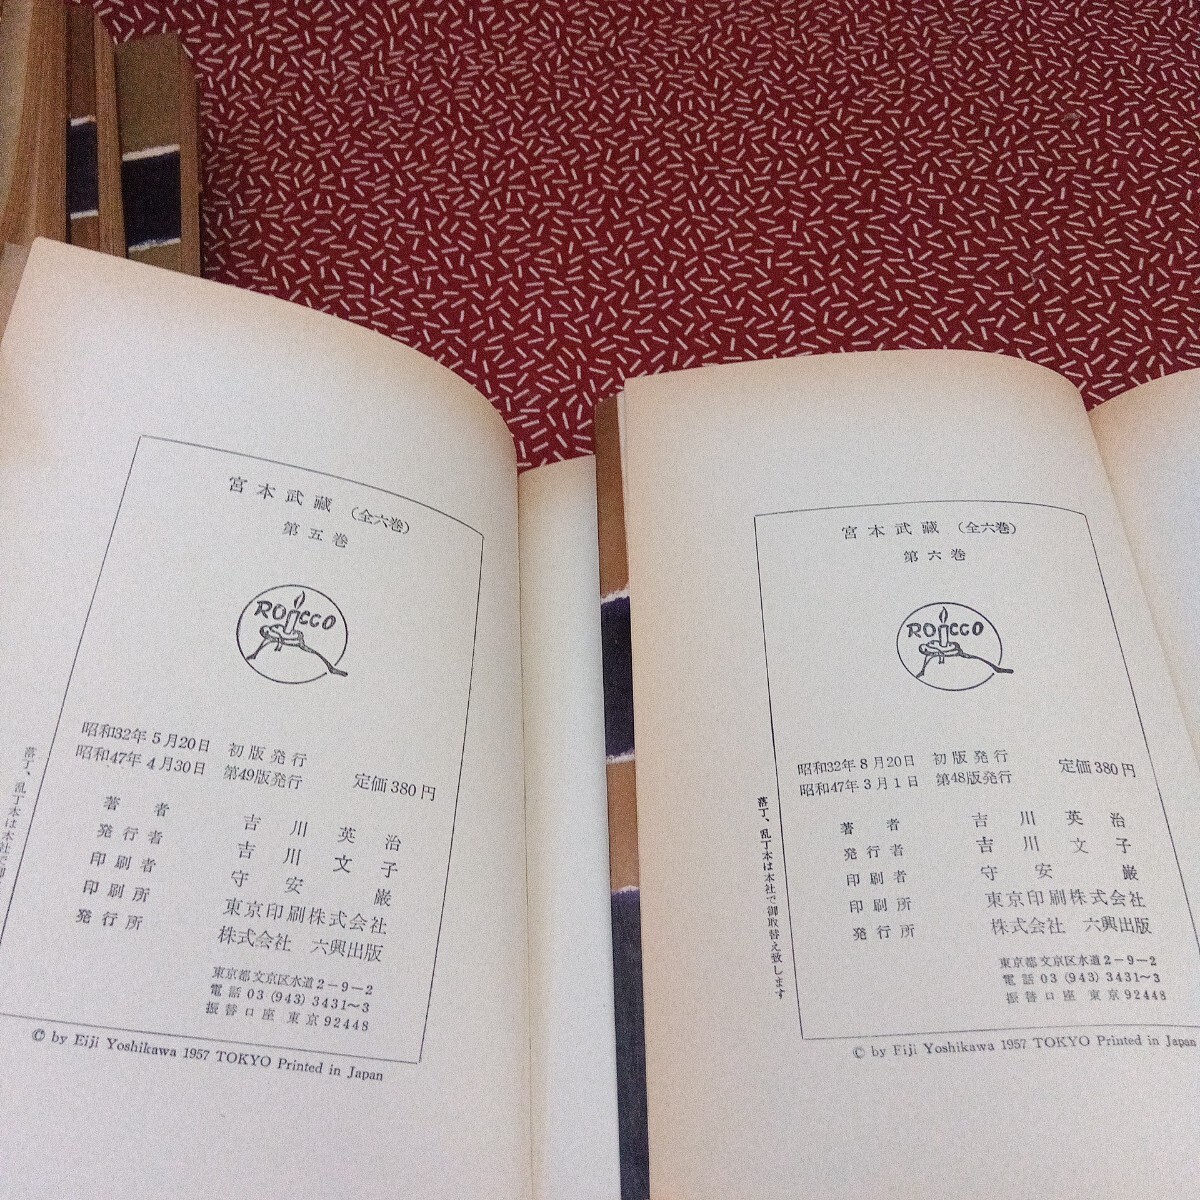 宮本武藏（全六巻）
第五巻
ROCCO
昭和32年5月20日 初版発行
昭和47年4月30日 第49版発行
定価380円
著者 吉川英治
発行者 吉川文子
印刷者 守安巌
印刷所 東京印刷株式会社
発行所 株式会社 六興出版
東京都文京区水道2-9-2
電話03(943)3431~3
振替口座 東京92448
落丁、乱丁本は本社で御
© by Eiji Yoshikawa 1957 TOKYO Printed in Japan
宮本武藏（全六巻）
第六巻
ROCCO
昭和32年8月20日 初版発行
昭和47年3月1日 第48版発行
定価380円
著者 吉川英治
発行者 吉川文子
印刷者 守安巌
印刷所 東京印刷株式会社
発行所 株式会社 六興出版
東京都文京区水道2-9-2
電話03(943)3431~3
振替口座 東京92448
落丁、乱丁本は本社で御取替え致します
© by Fiji Yoshikawa 1957 TOKYO Printed in Japan